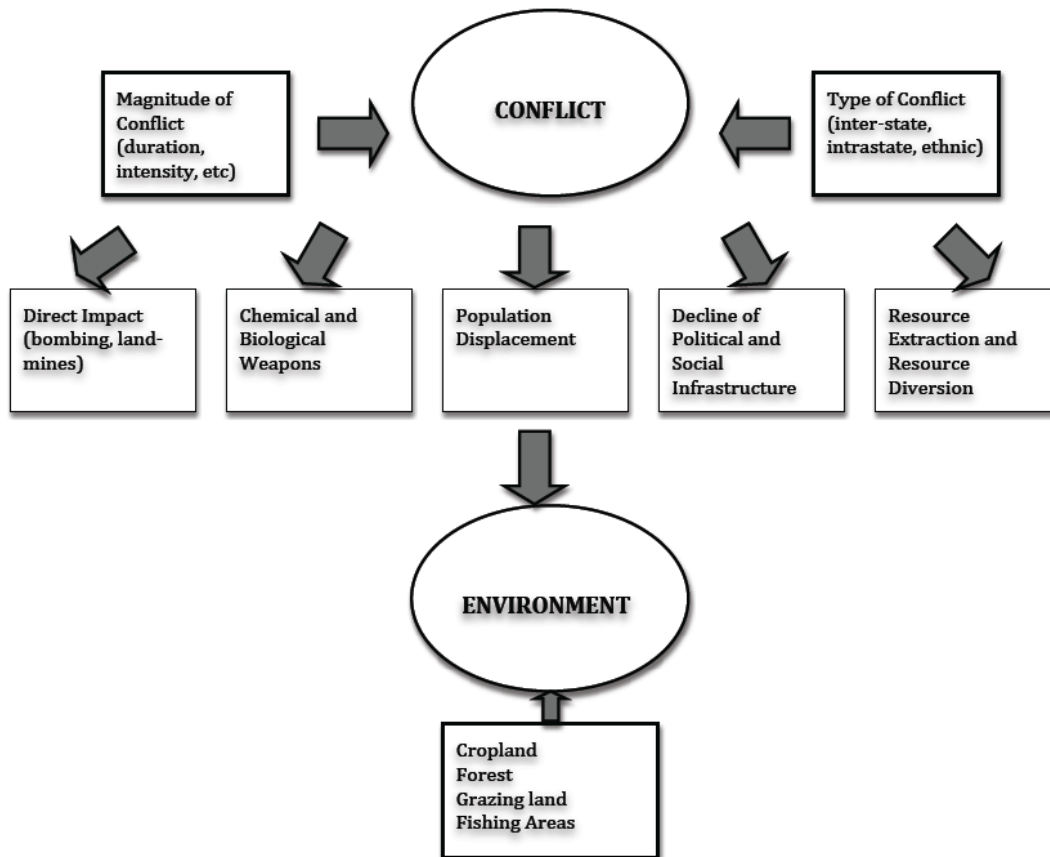 CONFLICT
Magnitude of
Conflict
(duration,
intensity, etc)
Type of Conflict
(inter-state,
intrastate, ethnic)
Direct Impact
(bombing, land-
mines)
Chemical and
Biological
Weapons
Population
Displacement
Decline of
Political and
Social
Infrastructure
Resource
Extraction and
Resource
Diversion
ENVIRONMENT
Cropland
Forest
Grazing land
Fishing Areas